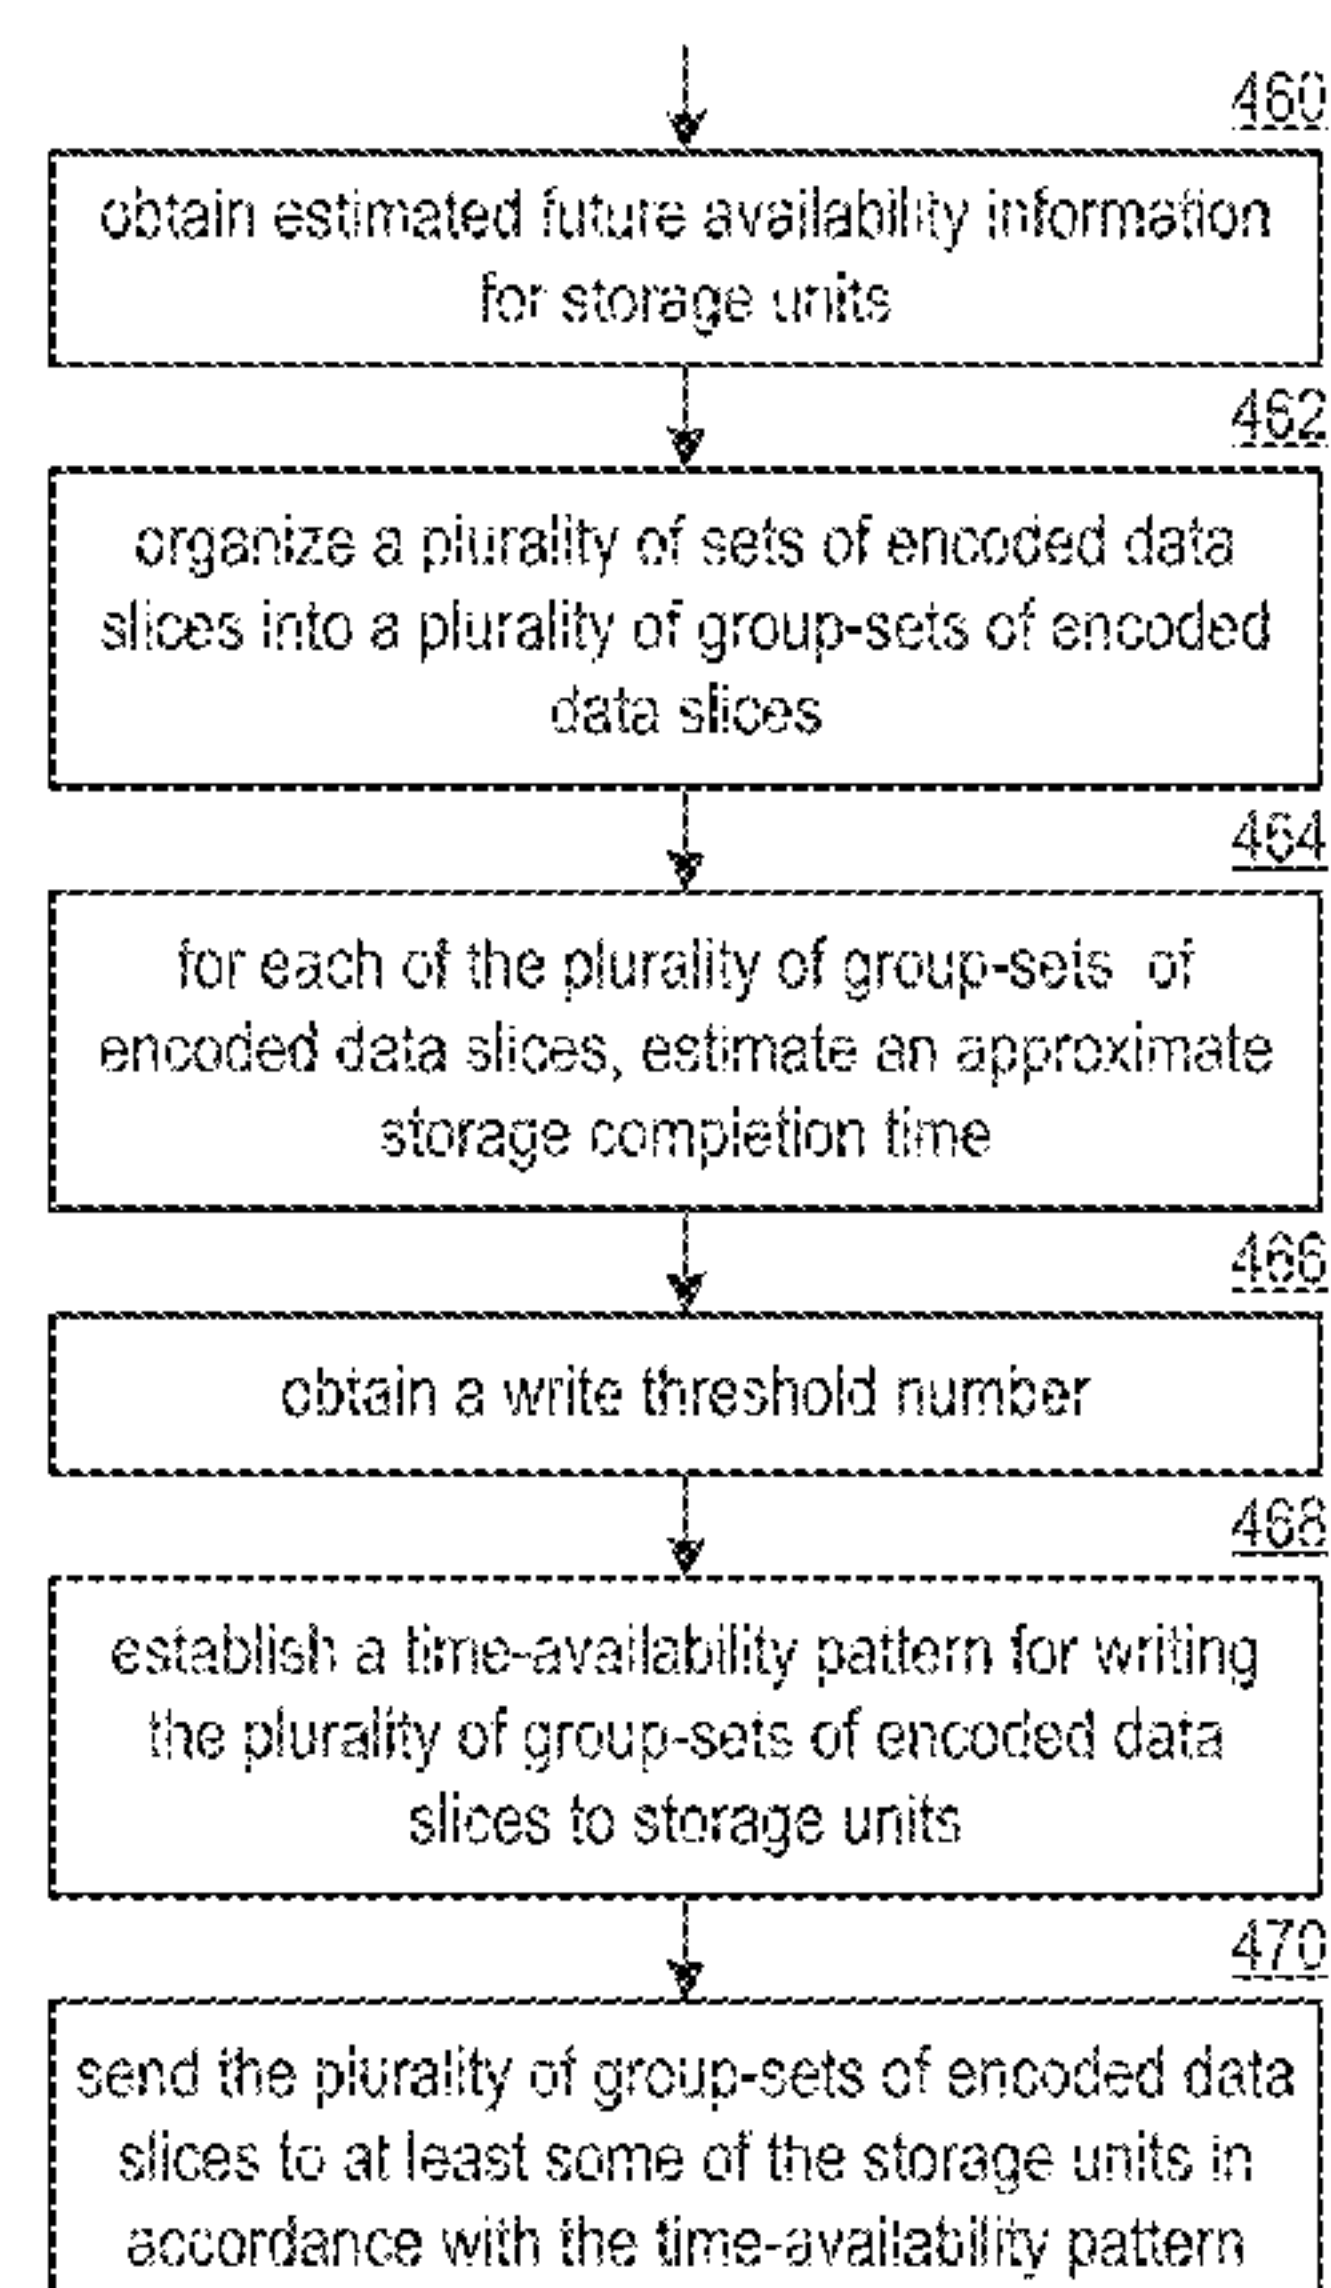 460
obtain estimated future availability information
for storage units
462
organize a plurality of sets of encoded data
slices into a plurality of group-sets of encoded
data slices
464
for each of the plurality of group-sets of
encoded data slices, estimate an approximate
storage completion time
466
obtain a write threshold number
468
establish a time-availability pattern for writing
the plurality of group-sets of encoded data
slices to storage units
470
send the plurality of group-sets of encoded data
slices to at least some of the storage units in
accordance with the time-availability pattern